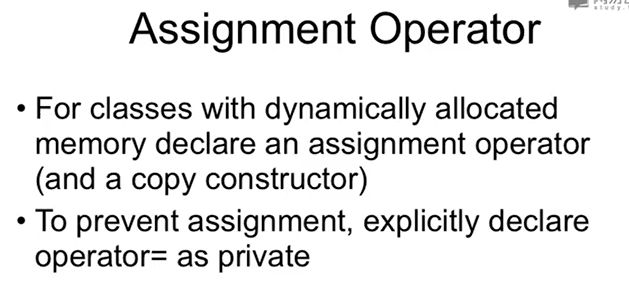 Assignment Operator
• For classes with dynamically allocated
memory declare an assignment operator
(and a copy constructor)
• To prevent assignment, explicitly declare
operator= as private